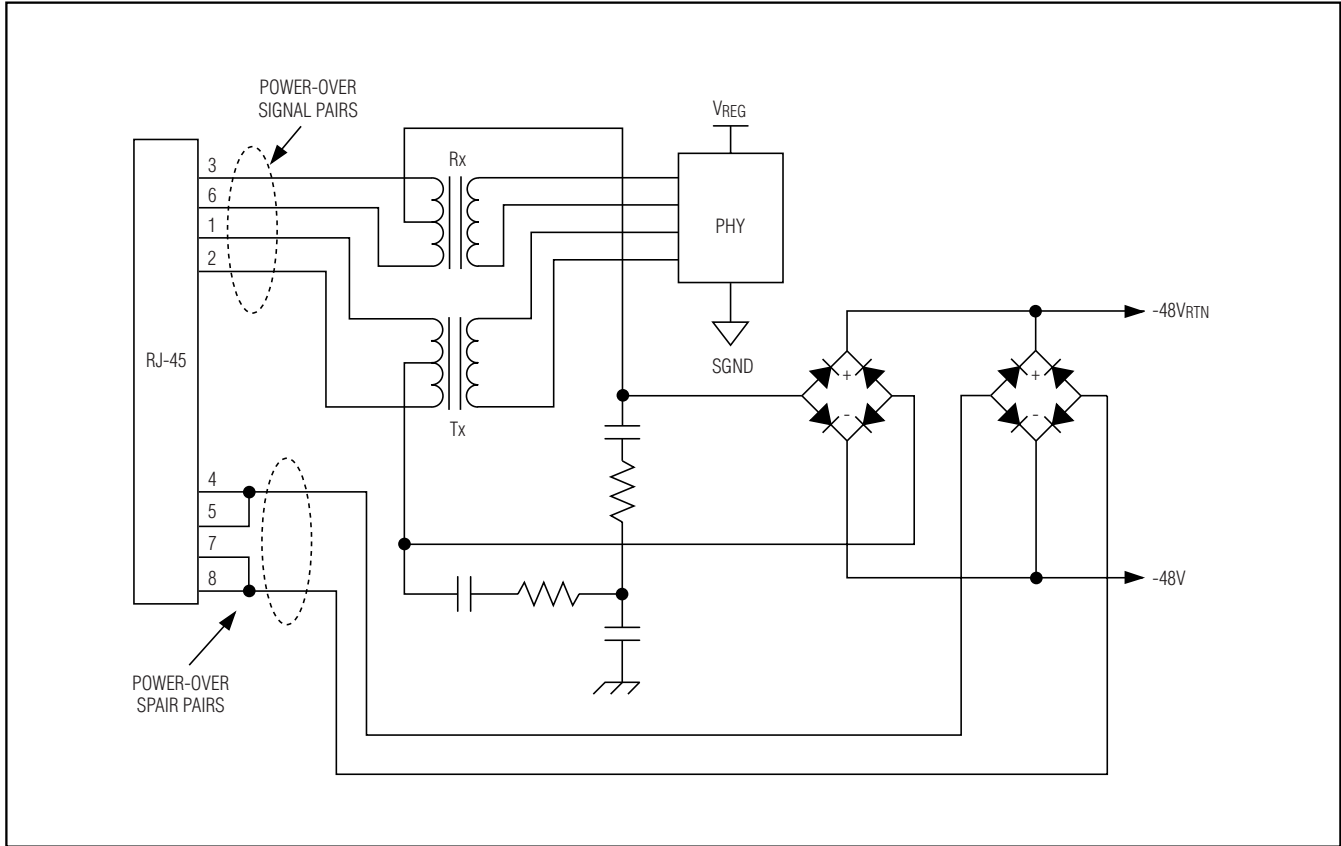 POWER-OVER
SIGNAL PAIRS
VREG
3
Rx
6
1
PHY
2
-48VRTN
RJ-45
SGND
+
+
-
-
Tx
4
5
7
8
-48V
POWER-OVER
SPAIR PAIRS